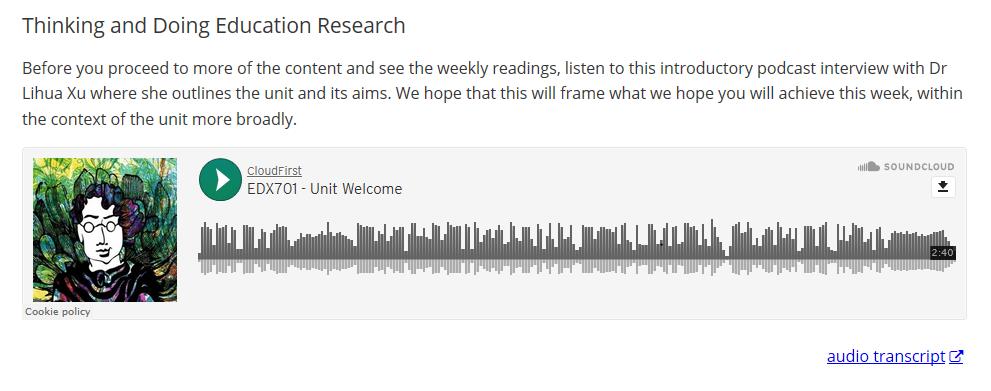 Thinking and Doing Education Research
Before you proceed to more of the content and see the weekly readings, listen to this introductory podcast interview with Dr
Lihua Xu where she outlines the unit and its aims. We hope that this will frame what we hope you will achieve this week, within
the context of the unit more broadly.
CloudFirst
SOUNDCLOUD
EDX701 - Unit Welcome
2:40
Cookie policy
audio transcript